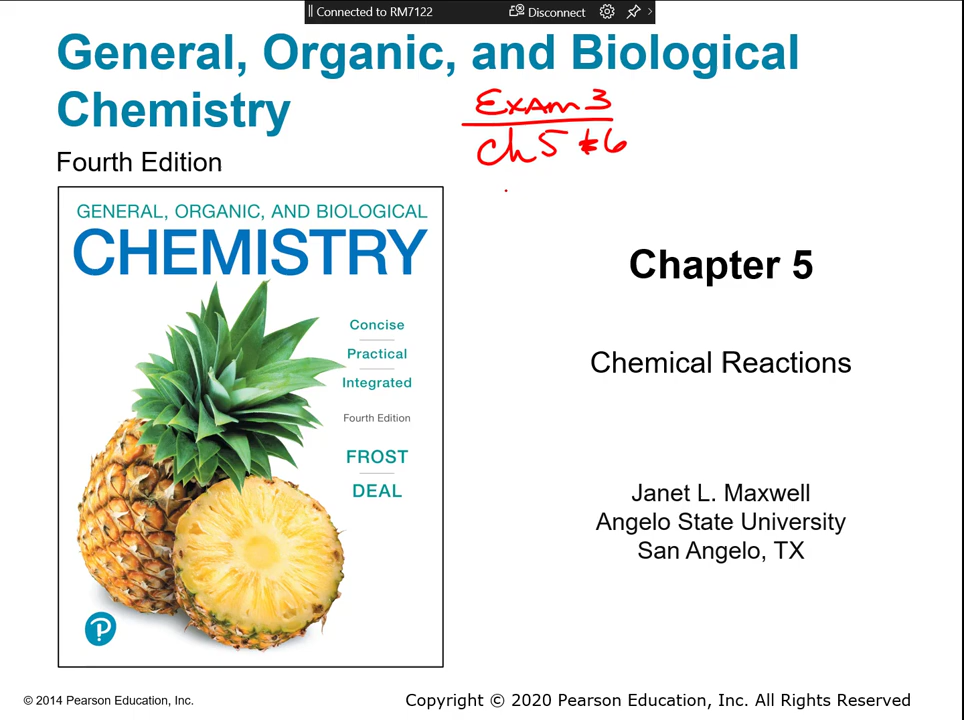 Connected to RM7122 Disconnect
General, Organic, and Biological
Chemistry
Exam 3
Ch 5 & 6
Fourth Edition
GENERAL, ORGANIC, AND BIOLOGICAL
CHEMISTRY
Concise
Practical
Integrated
Fourth Edition
FROST
DEAL
P
Chapter 5
Chemical Reactions
Janet L. Maxwell
Angelo State University
San Angelo, TX
© 2014 Pearson Education, Inc.
Copyright © 2020 Pearson Education, Inc. All Rights Reserved